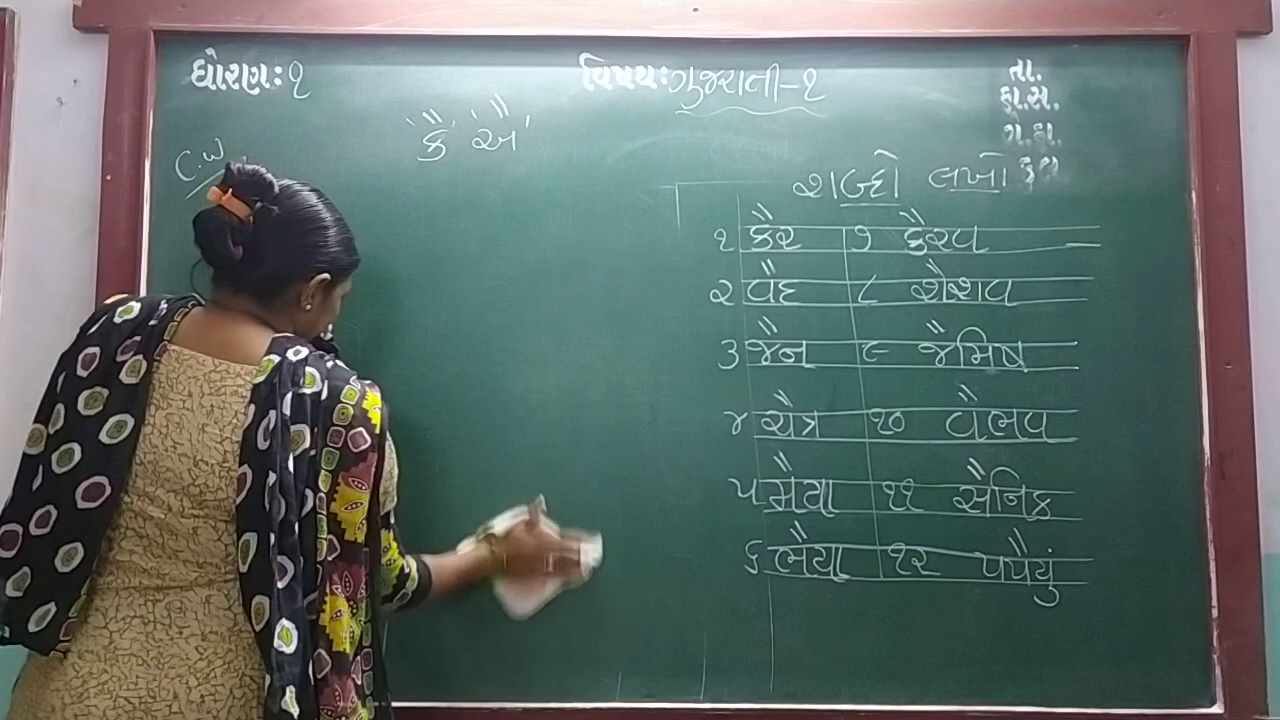 ધોરણ: ૧ વિષય: ગુજરાતી-૧ તા.
હા.સ.
ગે.હા.
કુલ
કૈ ઐ
C.W
શબ્દો લખો
૧ કૈર ૭ કૈરવ
૨ વૈદ ૮ શૈશવ
૩ જૈન ૯ જૈમિષ
૪ ચૈત્ર ૧૦ વૈભવ
૫ મૈયા ૧૧ સૈનિક
૬ ભૈયા ૧૨ પપૈયું